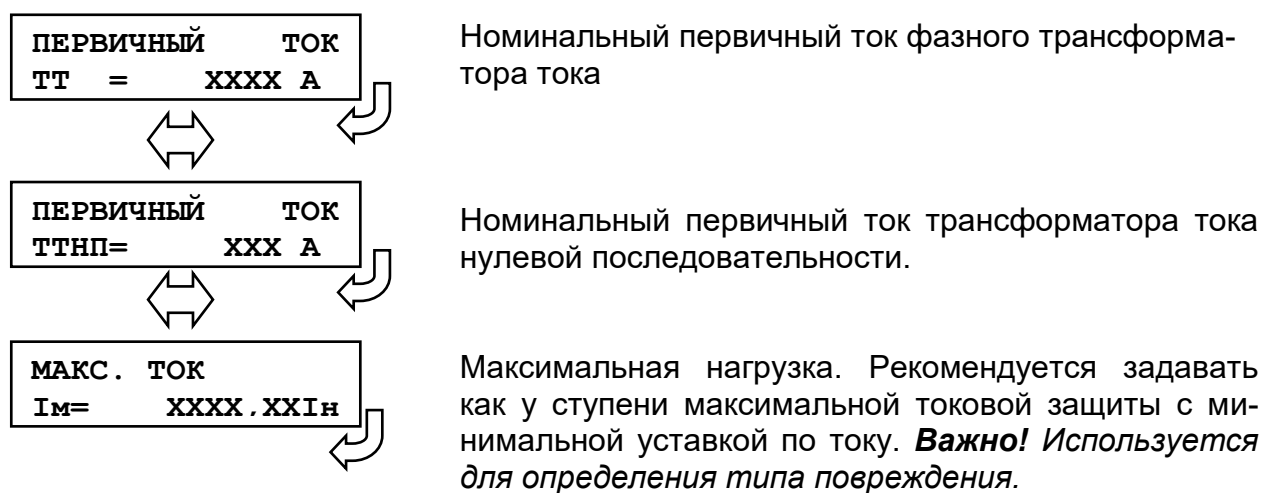 ПЕРВИЧНЫЙ ТОК
ТТ = XXXX А
Номинальный первичный ток фазного трансформа-
тора тока
ПЕРВИЧНЫЙ ТОК
ТТНП= XXX А
Номинальный первичный ток трансформатора тока
нулевой последовательности.
МАКС. ТОК
Iм= XXXX,XXIн
Максимальная нагрузка. Рекомендуется задавать
как у ступени максимальной токовой защиты с ми-
нимальной уставкой по току. Важно! Используется
для определения типа повреждения.